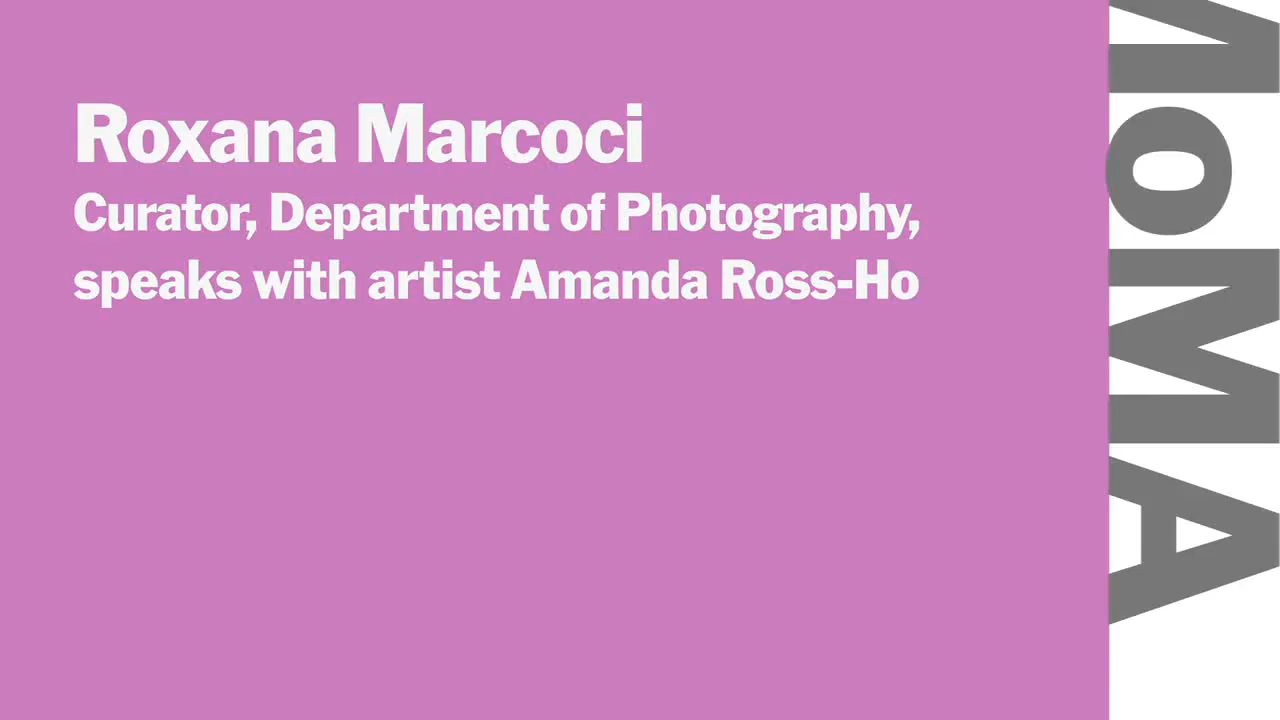 Roxana Marcoci
Curator, Department of Photography,
speaks with artist Amanda Ross-Ho
MoMA